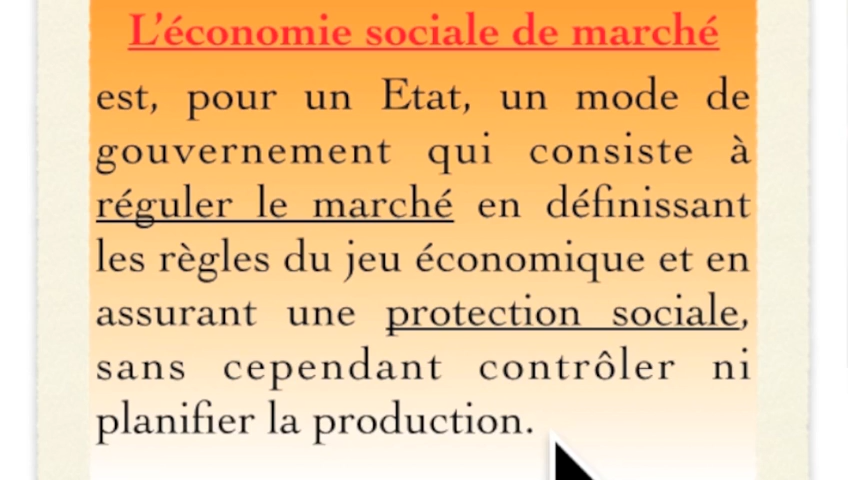 L’économie sociale de marché
est, pour un Etat, un mode de
gouvernement qui consiste à
réguler le marché en définissant
les règles du jeu économique et en
assurant une protection sociale,
sans cependant contrôler ni
planifier la production.